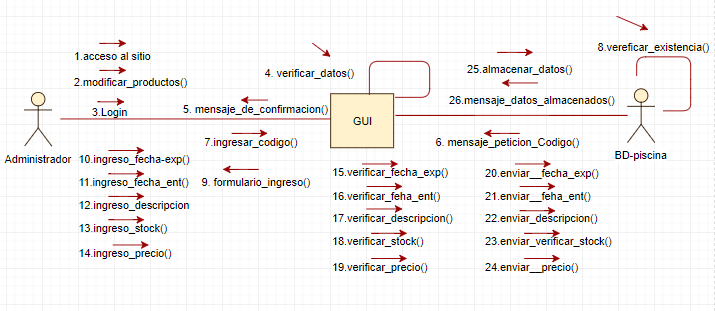 1.acceso al sitio
2.modificar_productos()
3.Login
4. verificar_datos()
5. mensaje_de_confirmacion()
GUI
Administrador
7.ingresar_codigo()
6. mensaje_peticion_Codigo()
25.almacenar_datos()
26.mensaje_datos_almacenados()
8.vereficar_existencia()
BD-piscina
9. formulario_ingreso()
10.ingreso_fecha-exp()
11.ingreso_fecha_ent()
12.ingreso_descripcion
13.ingreso_stock()
14.ingreso_precio()
15.verificar_fecha_exp()
16.verificar_feha_ent()
17.verificar_descripcion()
18.verificar_stock()
19.verificar_precio()
20.enviar__fecha_exp()
21.enviar__feha_ent()
22.enviar_descripcion()
23.enviar_verificar_stock()
24.enviar__precio()